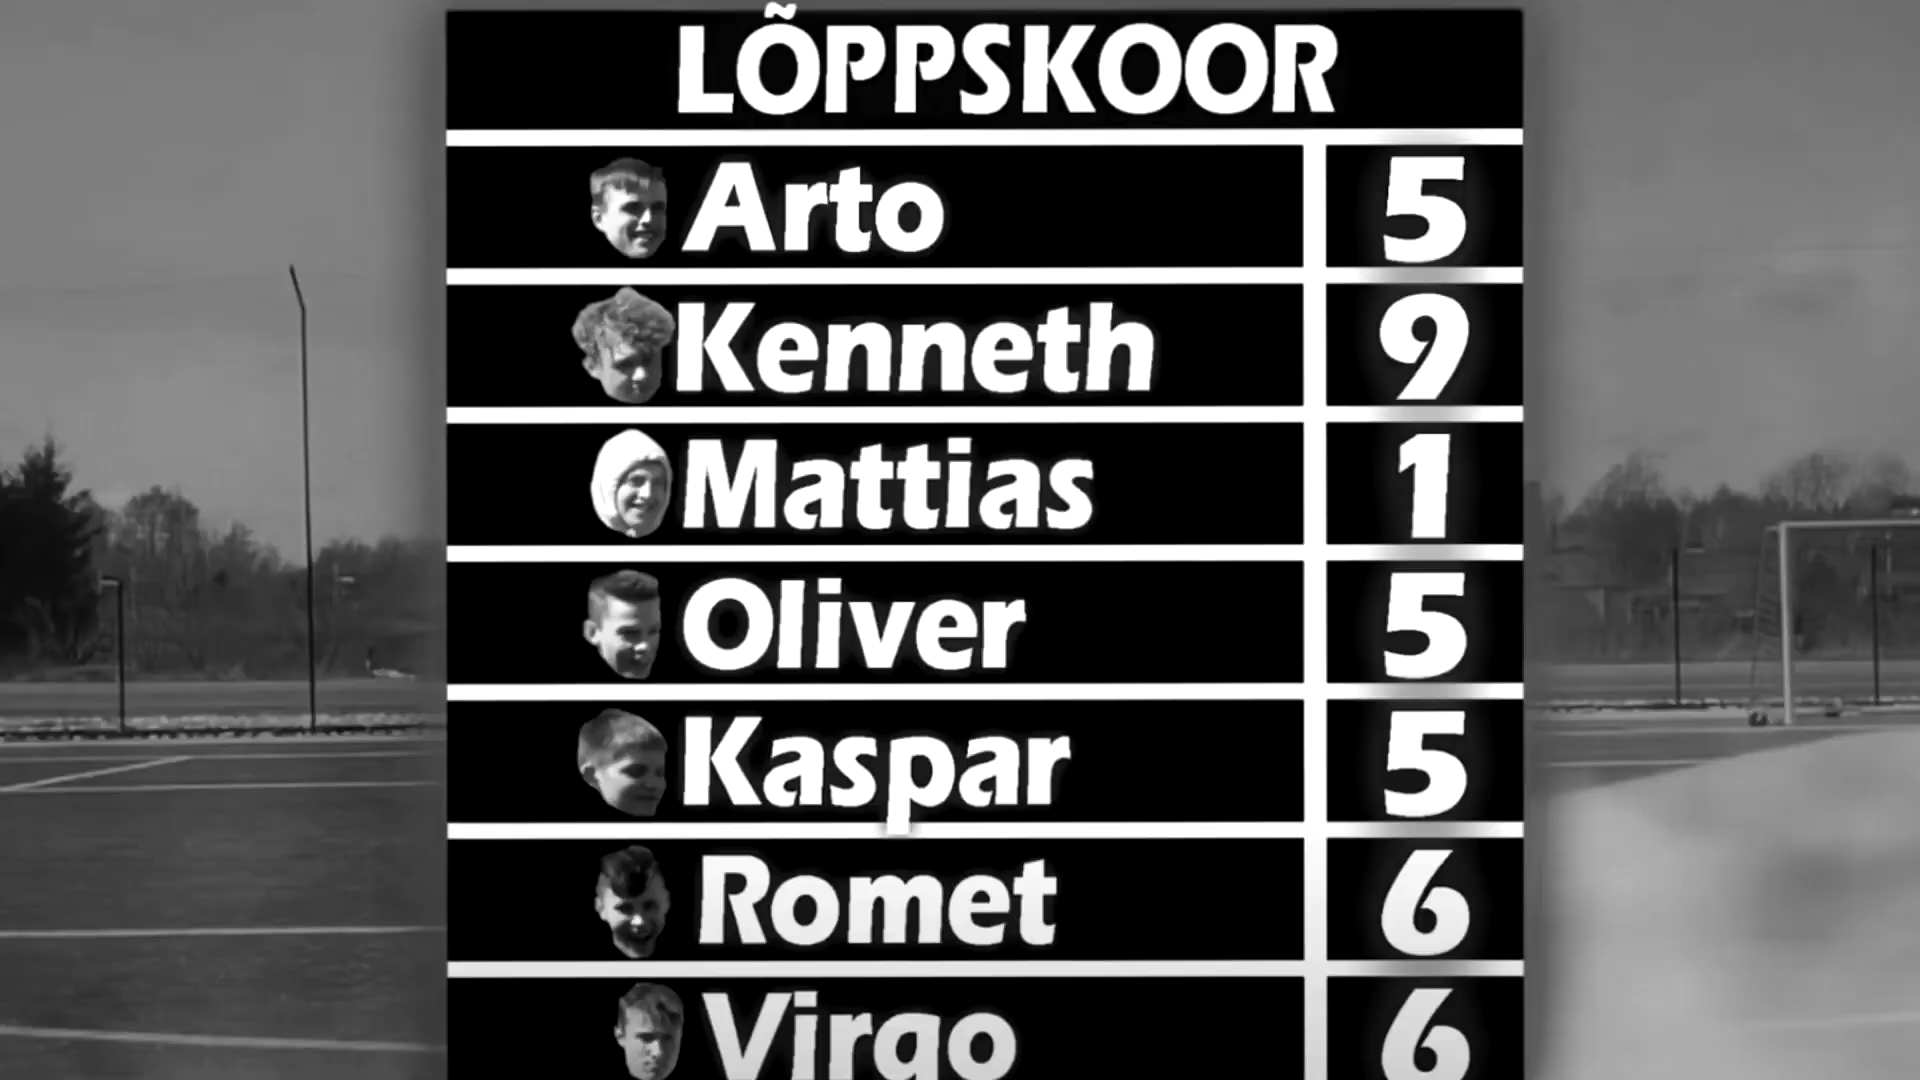 LÕPPSKOOR
Arto 5
Kenneth 9
Mattias 1
Oliver 5
Kaspar 5
Romet 6
Virgo 6